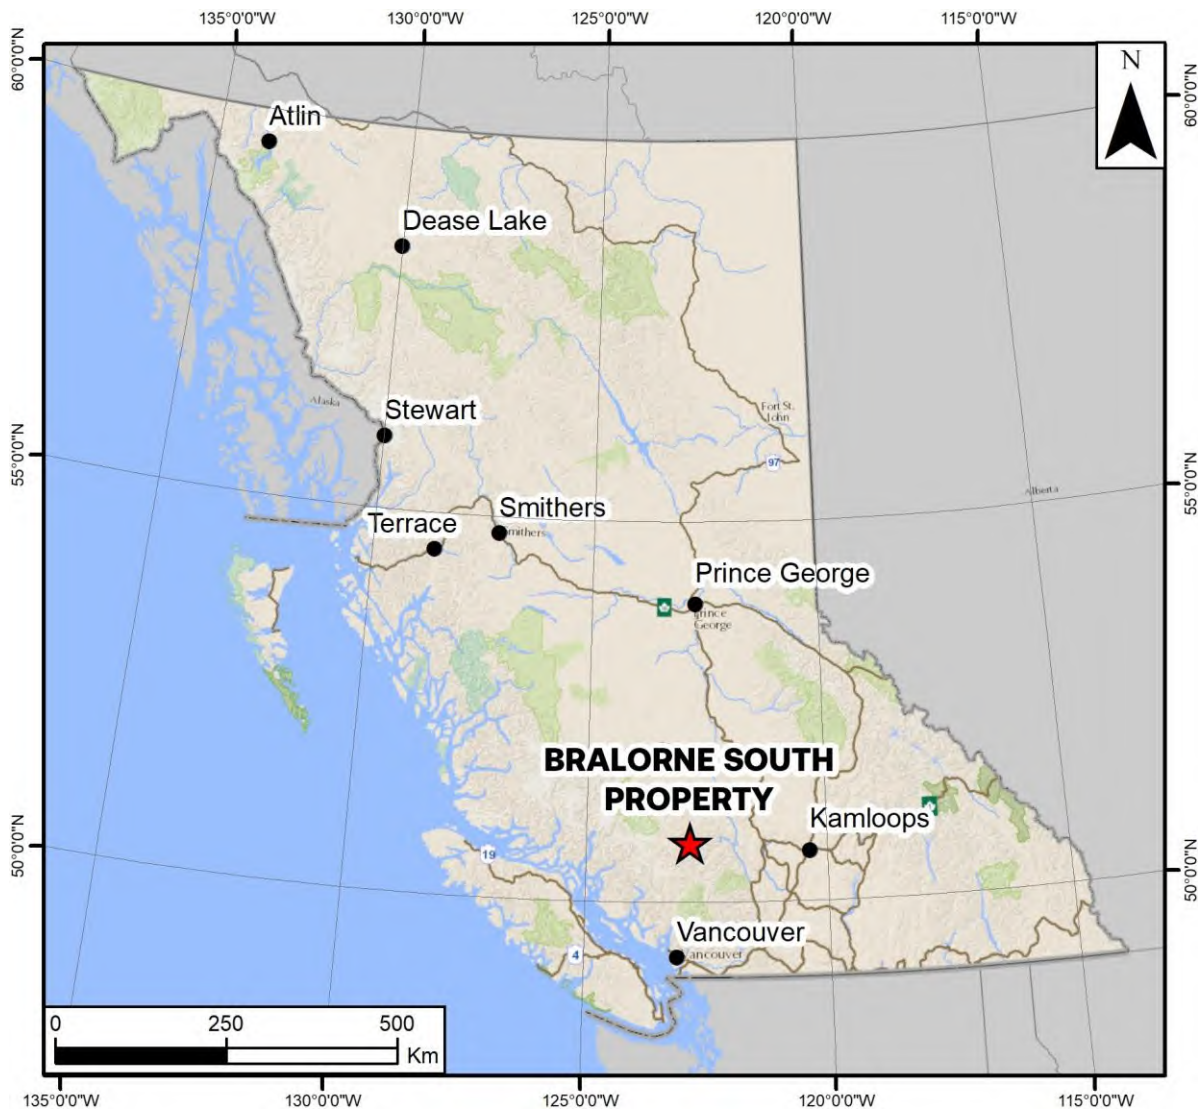 135°0'0"W
130°0'0"W
125°0'0"W
120°0'0"W
115°0'0"W
60°0'0"N
60°0'0"N
N
Atlin
Dease Lake
Alaska
Stewart
Fort St.
John
97
55°0'0"N
55°0'0"N
Alberta
Smithers
Terrace
mithers
Prince George
Prince
George
BRALORNE SOUTH
PROPERTY
Kamloops
19
50°0'0"N
50°0'0"N
Vancouver
ancouver
4
0
250
500
Km
135°0'0"W
130°0'0"W
125°0'0"W
120°0'0"W
115°0'0"W